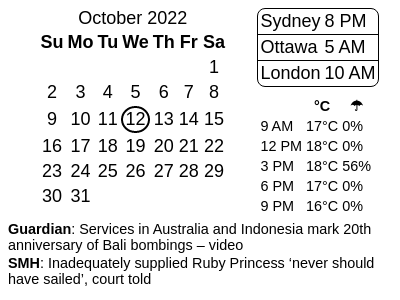 October 2022
Su Mo Tu We Th Fr Sa
1
2 3 4 5 6 7 8
9 10 11 12 13 14 15
16 17 18 19 20 21 22
23 24 25 26 27 28 29
30 31
Sydney 8 PM
Ottawa 5 AM
London 10 AM
°C ☂
9 AM 17°C 0%
12 PM 18°C 0%
3 PM 18°C 56%
6 PM 17°C 0%
9 PM 16°C 0%
Guardian: Services in Australia and Indonesia mark 20th
anniversary of Bali bombings – video
SMH: Inadequately supplied Ruby Princess ‘never should
have sailed’, court told